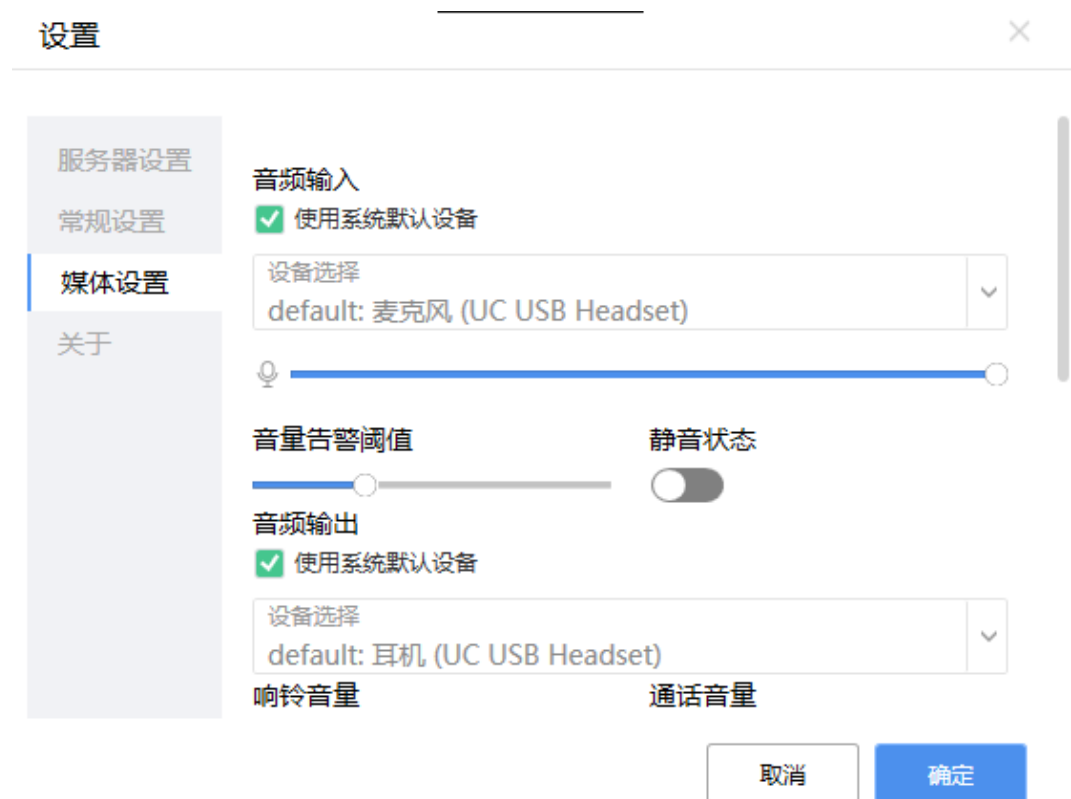 设置
服务器设置
常规设置
媒体设置
关于
音频输入
使用系统默认设备
设备选择
default: 麦克风 (UC USB Headset)
音量告警阈值
静音状态
音频输出
使用系统默认设备
设备选择
default: 耳机 (UC USB Headset)
响铃音量
通话音量
取消
确定